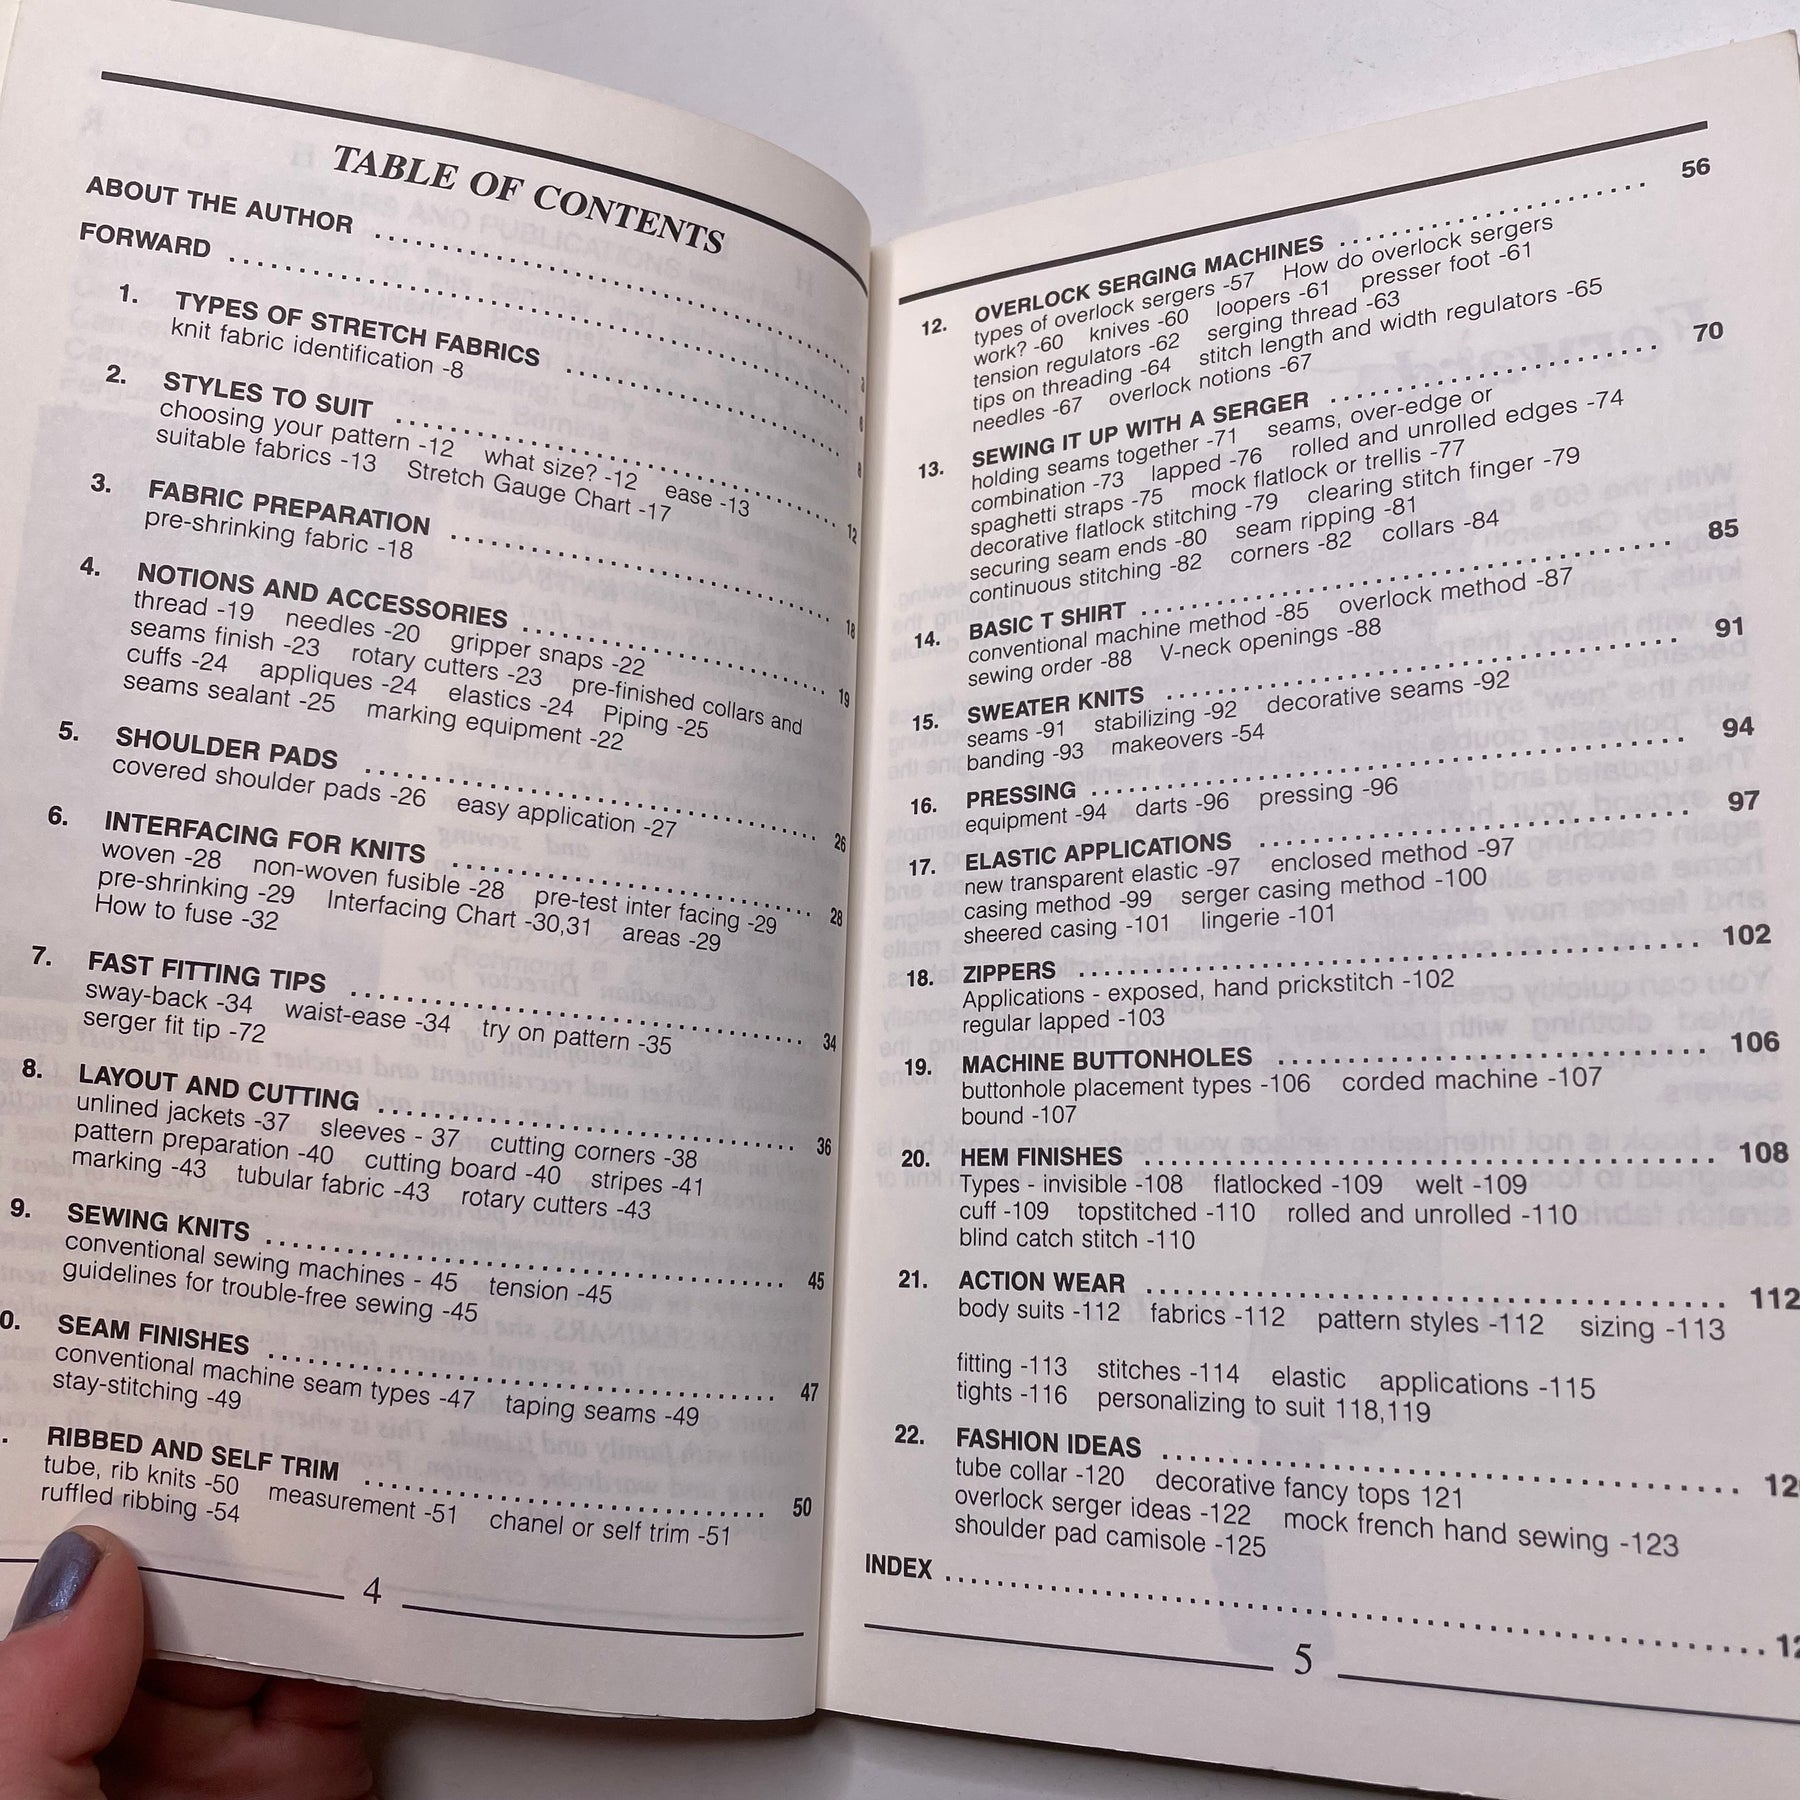 TABLE OF CONTENTS
ABOUT THE AUTHOR ........ 3
FORWARD ........ 6
1. TYPES OF STRETCH FABRICS ........ 8
knit fabric identification -8
2. STYLES TO SUIT ........ 12
choosing your pattern -12 what size? -12 ease -13
suitable fabrics -13 Stretch Gauge Chart -17
3. FABRIC PREPARATION ........ 18
pre-shrinking fabric -18
4. NOTIONS AND ACCESSORIES ........ 19
thread -19 needles -20 gripper snaps -22
seams finish -23 rotary cutters -23 pre-finished collars and
cuffs -24 appliques -24 elastics -24 Piping -25
seams sealant -25 marking equipment -22
5. SHOULDER PADS ........ 26
covered shoulder pads -26 easy application -27
6. INTERFACING FOR KNITS ........ 28
woven -28 non-woven fusible -28 pre-test inter facing -29
pre-shrinking -29 Interfacing Chart -30,31 areas -29
How to fuse -32
7. FAST FITTING TIPS ........ 34
sway-back -34 waist-ease -34 try on pattern -35
serger fit tip -72
8. LAYOUT AND CUTTING ........ 36
unlined jackets -37 sleeves - 37 cutting corners -38
pattern preparation -40 cutting board -40 stripes -41
marking -43 tubular fabric -43 rotary cutters -43
9. SEWING KNITS ........ 45
conventional sewing machines - 45 tension -45
guidelines for trouble-free sewing -45
0. SEAM FINISHES ........ 47
conventional machine seam types -47 taping seams -49
stay-stitching -49
. RIBBED AND SELF TRIM ........ 50
tube, rib knits -50 measurement -51 chanel or self trim -51
ruffled ribbing -54
4
12. OVERLOCK SERGING MACHINES ........ 56
types of overlock sergers -57 How do overlock sergers
work? -60 knives -60 loopers -61 presser foot -61
tension regulators -62 serging thread -63
tips on threading -64 stitch length and width regulators -65
needles -67 overlock notions -67
13. SEWING IT UP WITH A SERGER ........ 70
holding seams together -71 seams, over-edge or
combination -73 lapped -76 rolled and unrolled edges -74
spaghetti straps -75 mock flatlock or trellis -77
decorative flatlock stitching -79 clearing stitch finger -79
securing seam ends -80 seam ripping -81
continuous stitching -82 corners -82 collars -84
14. BASIC T SHIRT ........ 85
conventional machine method -85 overlock method -87
sewing order -88 V-neck openings -88
15. SWEATER KNITS ........ 91
seams -91 stabilizing -92 decorative seams -92
banding -93 makeovers -54
16. PRESSING ........ 94
equipment -94 darts -96 pressing -96
17. ELASTIC APPLICATIONS ........ 97
new transparent elastic -97 enclosed method -97
casing method -99 serger casing method -100
sheered casing -101 lingerie -101
18. ZIPPERS ........ 102
Applications - exposed, hand prickstitch -102
regular lapped -103
19. MACHINE BUTTONHOLES ........ 106
buttonhole placement types -106 corded machine -107
bound -107
20. HEM FINISHES ........ 108
Types - invisible -108 flatlocked -109 welt -109
cuff -109 topstitched -110 rolled and unrolled -110
blind catch stitch -110
21. ACTION WEAR ........ 112
body suits -112 fabrics -112 pattern styles -112 sizing -113
fitting -113 stitches -114 elastic applications -115
tights -116 personalizing to suit 118,119
22. FASHION IDEAS ........ 12
tube collar -120 decorative fancy tops 121
overlock serger ideas -122 mock french hand sewing -123
shoulder pad camisole -125
INDEX ........ 12
5